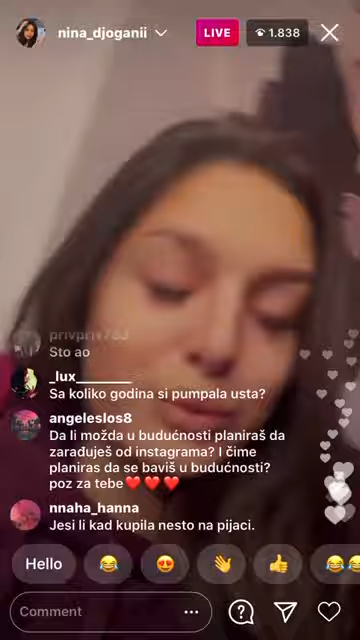 nina_djoganii
LIVE
1.838
Sto ao
_lux_________
Sa koliko godina si pumpala usta?
angeleslos8
Da li možda u budućnosti planiraš da
zarađuješ od instagrama? I čime
planiras da se baviš u budućnosti?
poz za tebe❤️❤️❤️
nnaha_hanna
Jesi li kad kupila nesto na pijaci.
Hello
Comment